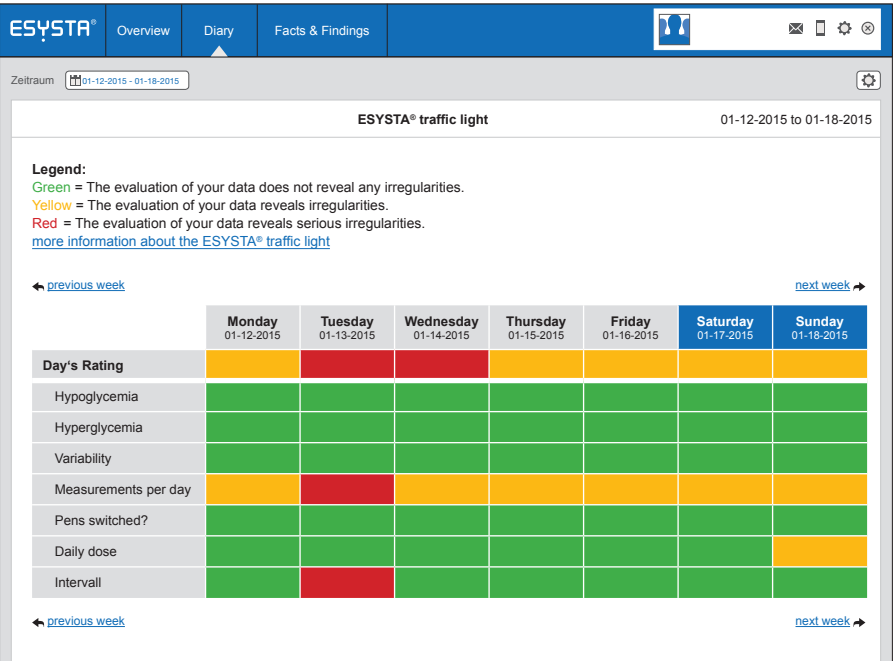 ESYSTA® Overview Diary Facts & Findings
Zeitraum 01-12-2015 - 01-18-2015
ESYSTA® traffic light 01-12-2015 to 01-18-2015
Legend:
Green = The evaluation of your data does not reveal any irregularities.
Yellow = The evaluation of your data reveals irregularities.
Red = The evaluation of your data reveals serious irregularities.
more information about the ESYSTA® traffic light
previous week next week
Monday Tuesday Wednesday Thursday Friday Saturday Sunday
01-12-2015 01-13-2015 01-14-2015 01-15-2015 01-16-2015 01-17-2015 01-18-2015
Day‘s Rating
Hypoglycemia
Hyperglycemia
Variability
Measurements per day
Pens switched?
Daily dose
Intervall
previous week next week